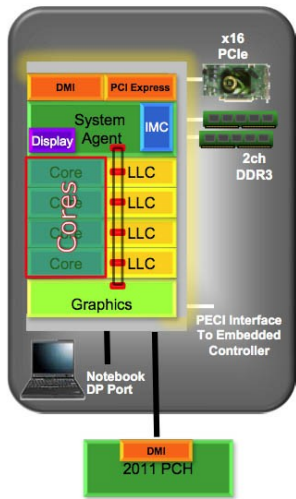 x16
PCIe
DMI
PCI Express
System
Agent
IMC
Display
2ch
DDR3
Core
LLC
Core
LLC
Core
LLC
Core
LLC
Cores
Graphics
PECI Interface
To Embedded
Controller
Notebook
DP Port
DMI
2011 PCH